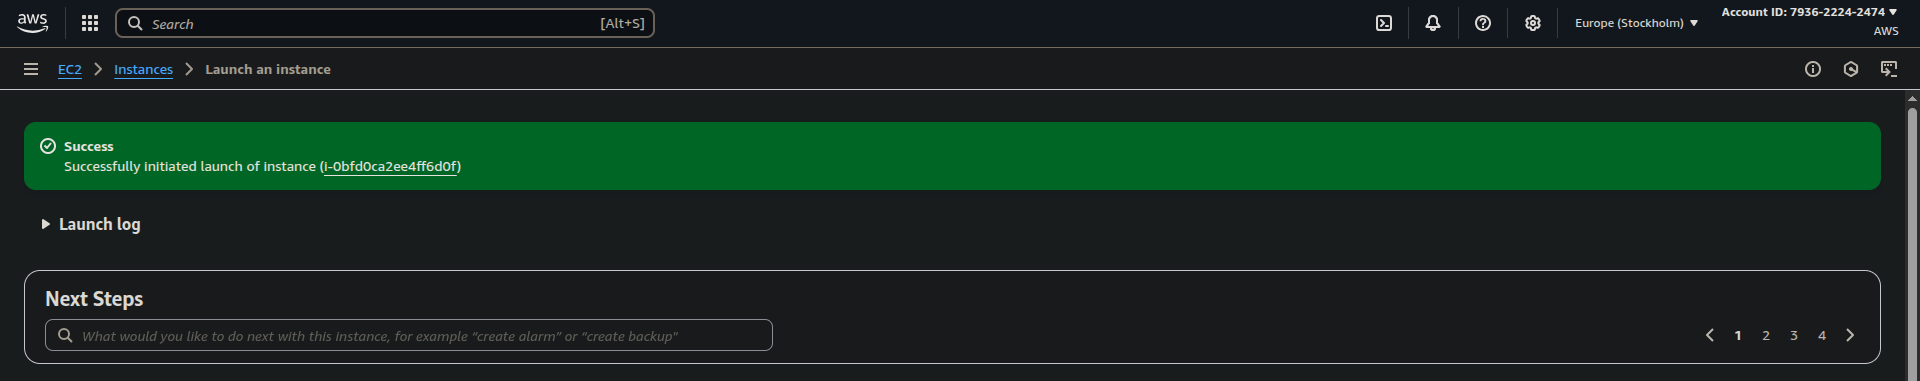 aws
Search [Alt+S]
Europe (Stockholm)
Account ID: 7936-2224-2474
AWS
EC2 Instances Launch an instance
Success
Successfully initiated launch of instance (i-0bfd0ca2ee4ff6d0f)
Launch log
Next Steps
What would you like to do next with this instance, for example "create alarm" or "create backup"
1 2 3 4